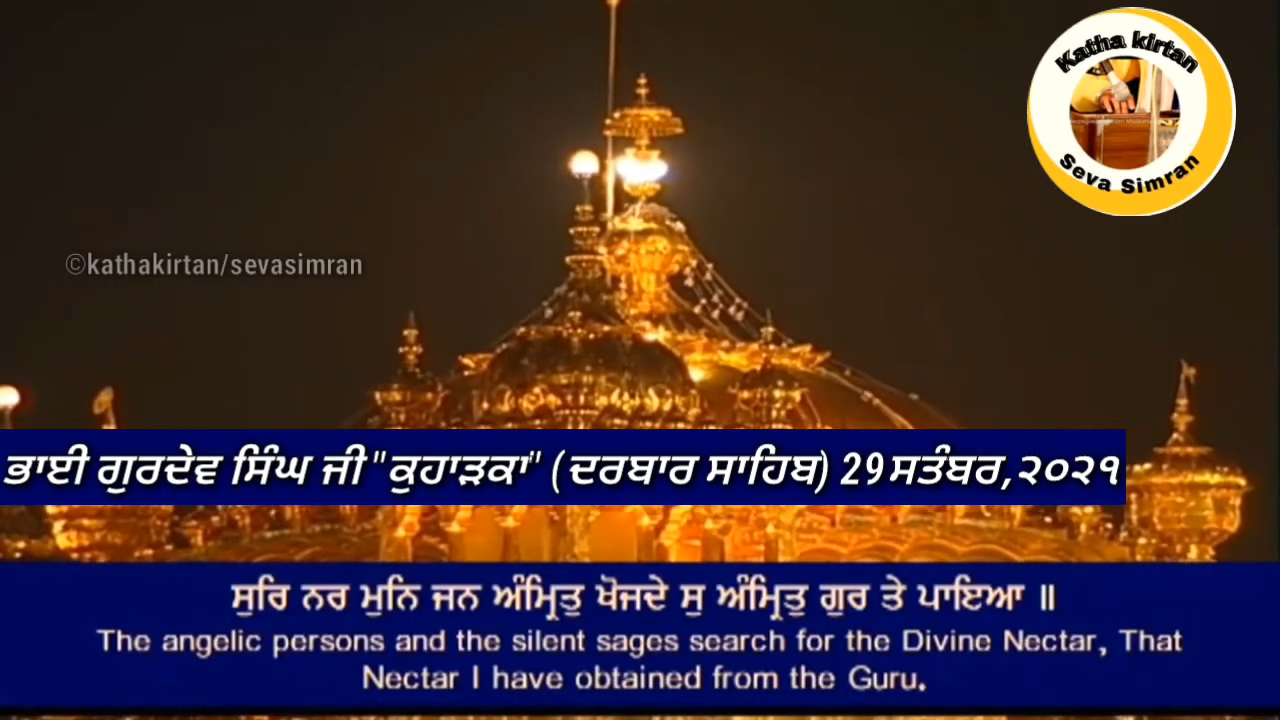 Katha kirtan
Seva Simran
©kathakirtan/sevasimran
ਭਾਈ ਗੁਰਦੇਵ ਸਿੰਘ ਜੀ "ਕੁਹਾੜਕਾ" (ਦਰਬਾਰ ਸਾਹਿਬ) 29 ਸਤੰਬਰ,੨੦੨੧
ਸੁਰਿ ਨਰ ਮੁਨਿ ਜਨ ਅੰਮ੍ਰਿਤੁ ਖੋਜਦੇ ਸੁ ਅੰਮ੍ਰਿਤੁ ਗੁਰ ਤੇ ਪਾਇਆ ॥
The angelic persons and the silent sages search for the Divine Nectar, That
Nectar I have obtained from the Guru.